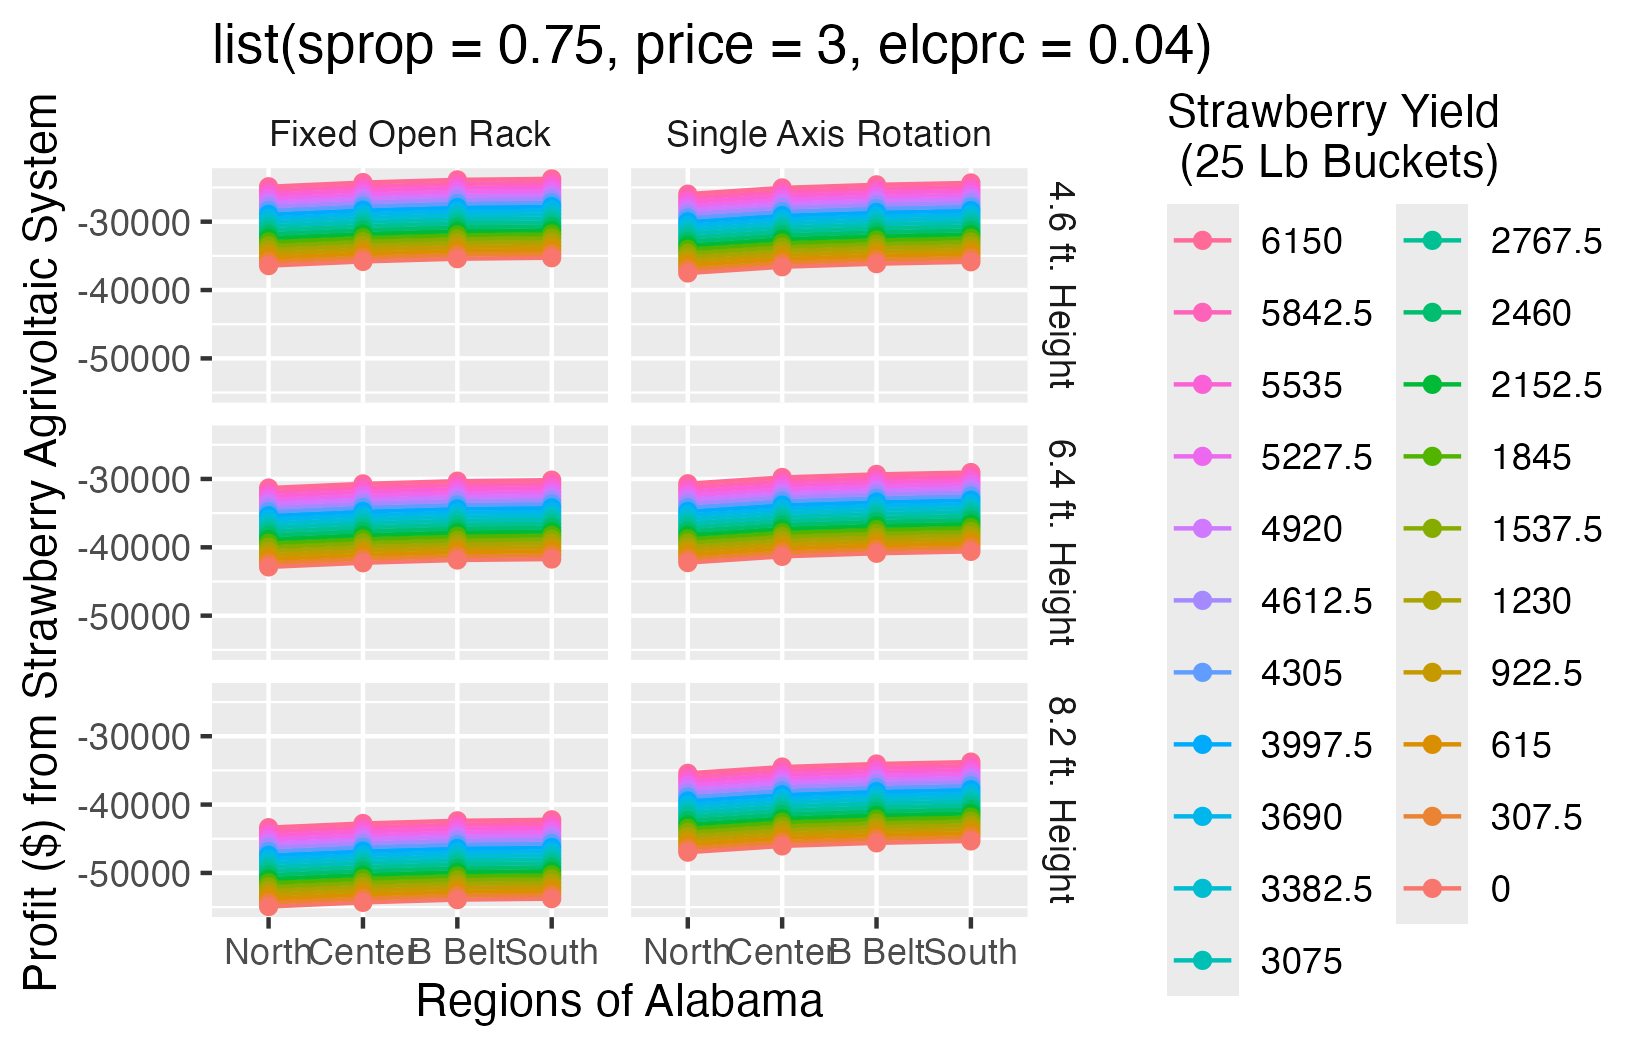 list(sprop = 0.75, price = 3, elcprc = 0.04)
Profit ($) from Strawberry Agrivoltaic System
Fixed Open Rack
Single Axis Rotation
-30000
-40000
-50000
4.6 ft. Height
-30000
-40000
-50000
6.4 ft. Height
-30000
-40000
-50000
8.2 ft. Height
North Center B Belt South
North Center B Belt South
Regions of Alabama
Strawberry Yield
(25 Lb Buckets)
6150
5842.5
5535
5227.5
4920
4612.5
4305
3997.5
3690
3382.5
3075
2767.5
2460
2152.5
1845
1537.5
1230
922.5
615
307.5
0